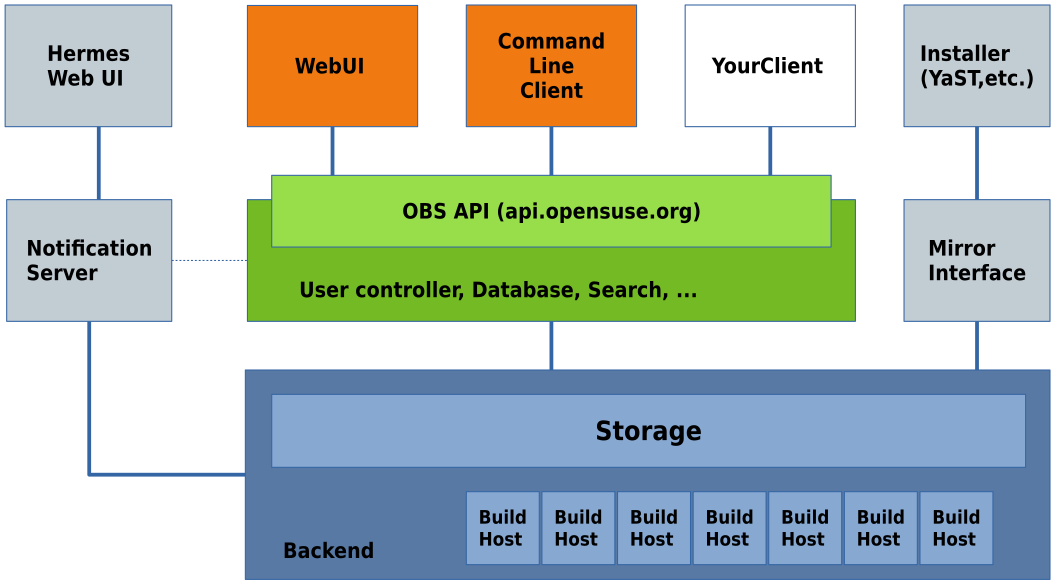 Hermes
Web UI
WebUI
Command
Line
Client
YourClient
Installer
(YaST,etc.)
OBS API (api.opensuse.org)
Notification
Server
User controller, Database, Search, ...
Mirror
Interface
Storage
Build
Host
Build
Host
Build
Host
Build
Host
Build
Host
Build
Host
Build
Host
Backend